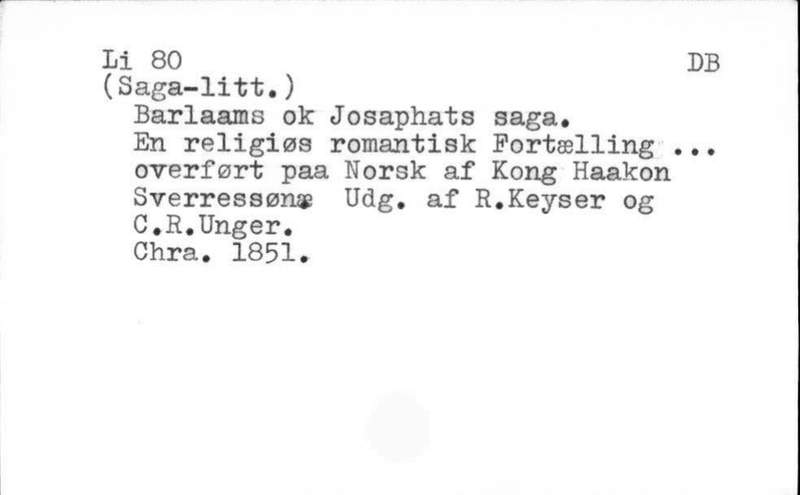 Li 80 DB
(Saga-litt.)
Barlaams ok Josaphats saga.
En religiøs romantisk Fortælling ...
overført paa Norsk af Kong Haakon
Sverressøn. Udg. af R.Keyser og
C.R.Unger.
Chra. 1851.